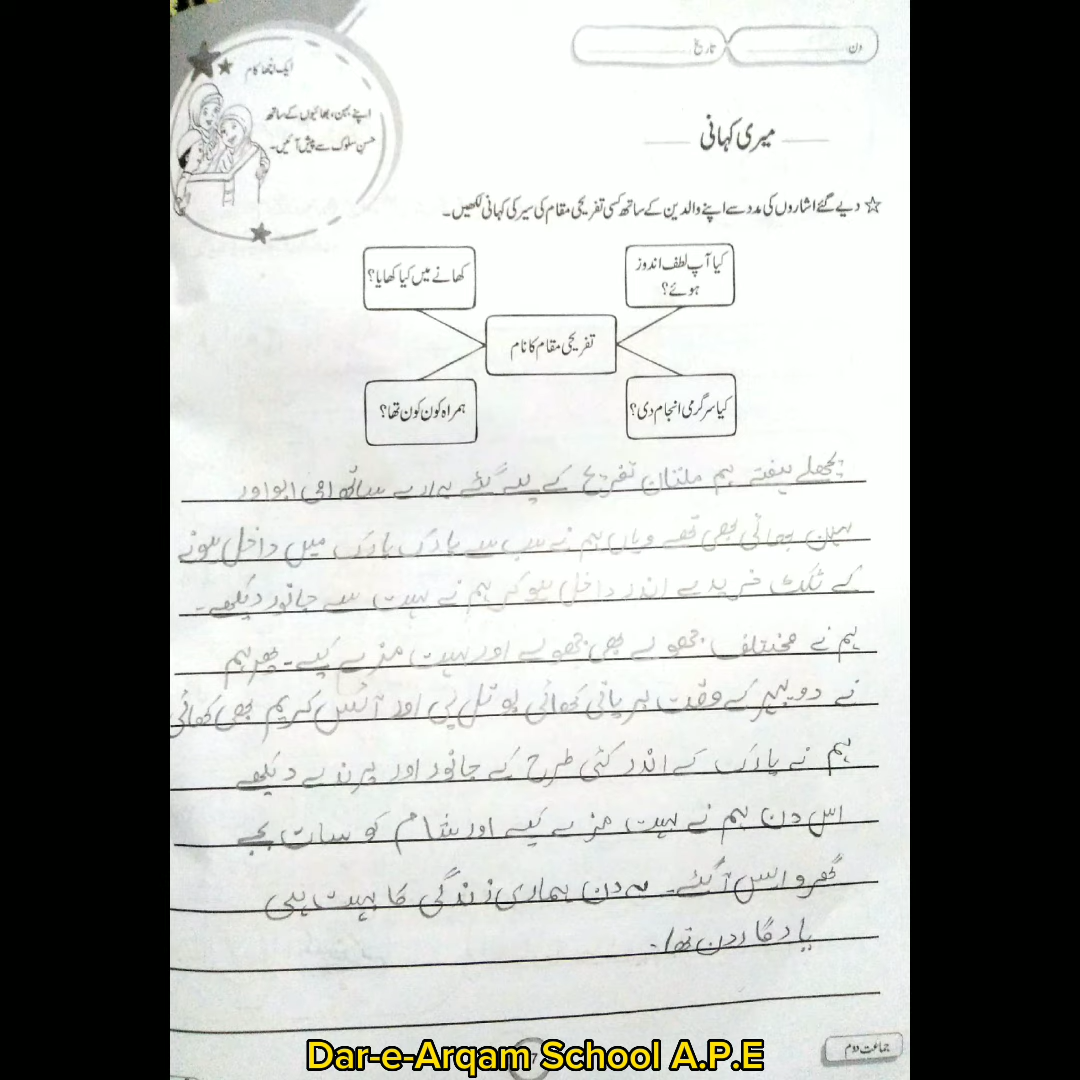 دن ______ تاریخ ______
ایک اچھا کام
اپنے بہن، بھائیوں کے ساتھ
حسنِ سلوک سے پیش آئیں۔
میری کہانی
☆ دیے گئے اشاروں کی مدد سے اپنے والدین کے ساتھ کسی تفریحی مقام کی سیر کی کہانی لکھیں۔
کیا آپ لطف اندوز
ہوئے؟
کھانے میں کیا کھایا؟
تفریحی مقام کا نام
کیا سرگرمی انجام دی؟
ہمراہ کون کون تھا؟
پچھلے ہفتے ہم ملتان تفریح کے لیے گئے ہمارے ساتھ امی ابو اور
بہن بھائی بھی تھے وہاں ہم نے سب سے پارک میں داخل ہونے
کے ٹکٹ خریدے اندر داخل ہو کر ہم نے بہت سے جانور دیکھے۔
ہم نے مختلف جھولے بھی جھولے اور بہت مزے کیے۔ پھر ہم
نے دوپہر کے وقت بریانی کھائی بوتل پی اور آئس کریم بھی کھائی
ہم نے پارک کے اندر کئی طرح کے جانور اور پرندے دیکھے
اس دن ہم نے بہت مزے کیے اور شام کو سات بجے
گھر واپس آ گئے۔ یہ دن ہماری زندگی کا بہت ہی
یادگار دن تھا۔
جماعت دوم
7
Dar-e-Arqam School A.P.E